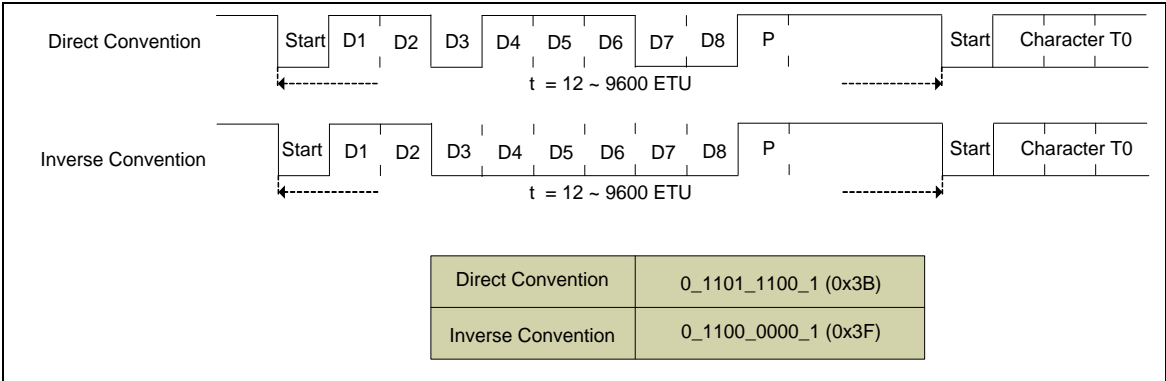 Direct Convention Start D1 D2 D3 D4 D5 D6 D7 D8 P Start Character T0
t = 12 ~ 9600 ETU
Inverse Convention Start D1 D2 D3 D4 D5 D6 D7 D8 P Start Character T0
t = 12 ~ 9600 ETU
Direct Convention 0_1101_1100_1 (0x3B)
Inverse Convention 0_1100_0000_1 (0x3F)